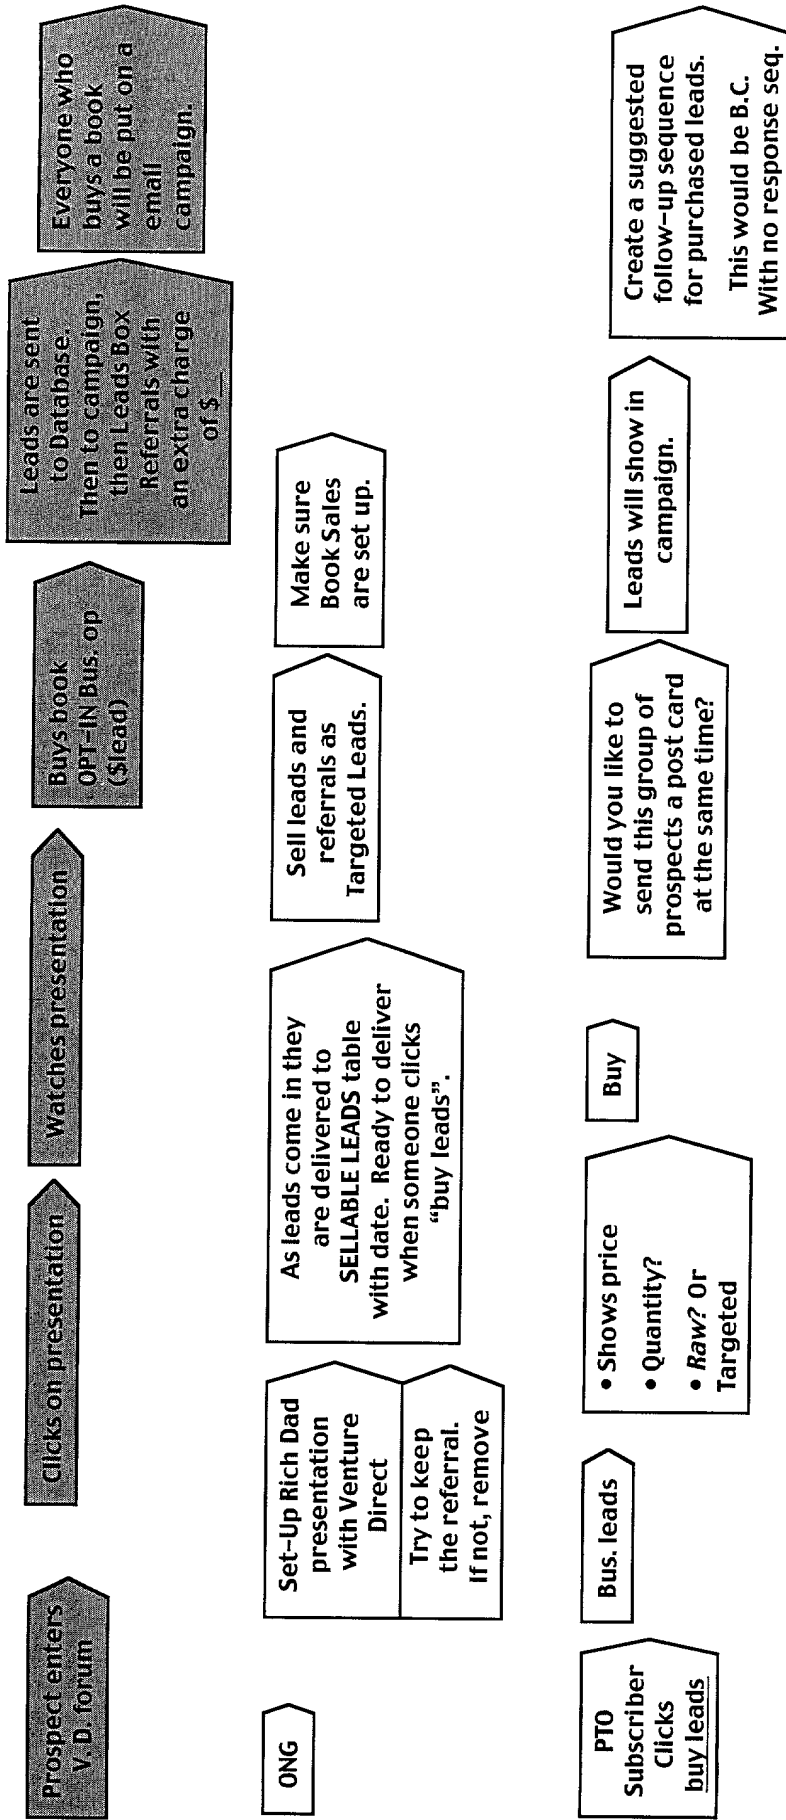 Prospect enters
V. D. forum
Clicks on presentation
Watches presentation
Buys book
OPT-IN Bus. op
($lead)
Leads are sent
to Database.
Then to campaign,
then Leads Box
Referrals with
an extra charge
of $__
Everyone who
buys a book
will be put on a
email
campaign.
ONG
Set-Up Rich Dad
presentation
with Venture
Direct
Try to keep
the referral.
If not, remove
As leads come in they
are delivered to
SELLABLE LEADS table
with date. Ready to deliver
when someone clicks
“buy leads”.
Sell leads and
referrals as
Targeted Leads.
Make sure
Book Sales
are set up.
PTO
Subscriber
Clicks
buy leads
Bus. leads
• Shows price
• Quantity?
• Raw? Or
Targeted
Buy
Would you like to
send this group of
prospects a post card
at the same time?
Leads will show in
campaign.
Create a suggested
follow-up sequence
for purchased leads.
This would be B.C.
With no response seq.